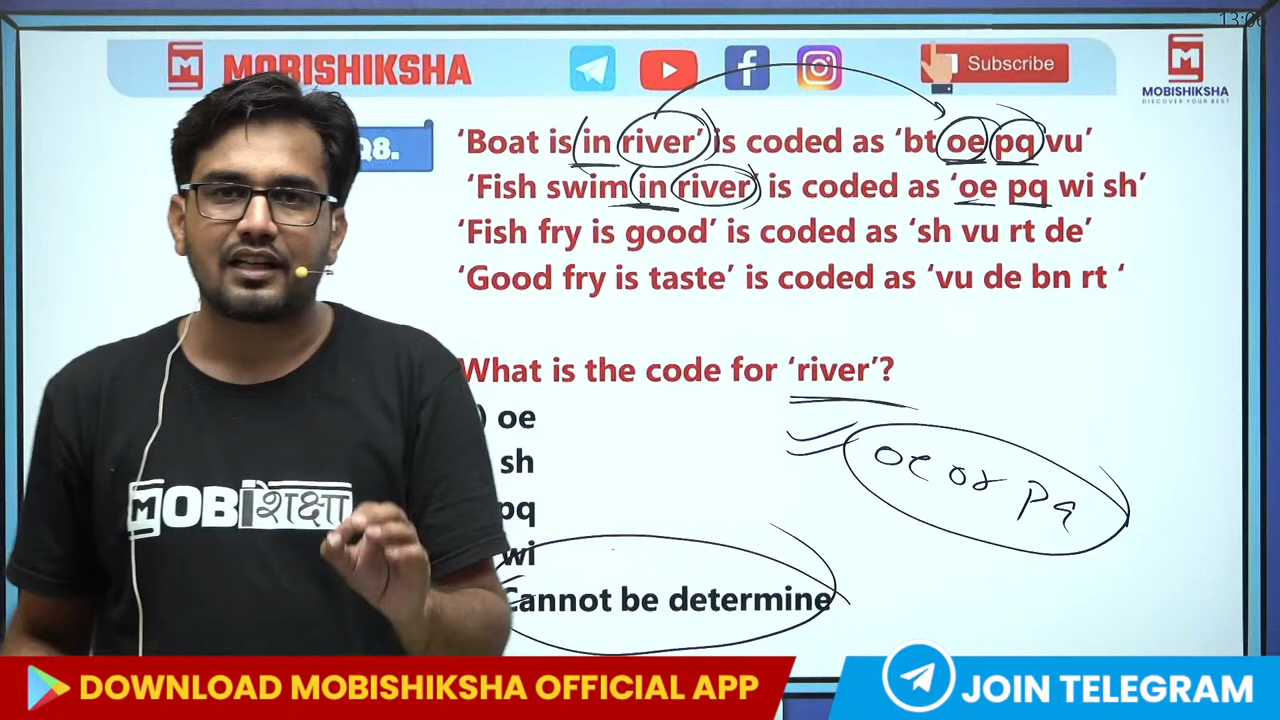 13:06
MOBISHIKSHA
Subscribe
MOBISHIKSHA
DISCOVER YOUR BEST
Q8.
‘Boat is in river’ is coded as ‘bt oe pq vu’
‘Fish swim in river’ is coded as ‘oe pq wi sh’
‘Fish fry is good’ is coded as ‘sh vu rt de’
‘Good fry is taste’ is coded as ‘vu de bn rt ‘
What is the code for ‘river’?
) oe
sh
pq
wi
Cannot be determine
oe or pq
MOBiशिक्षा
DOWNLOAD MOBISHIKSHA OFFICIAL APP
JOIN TELEGRAM